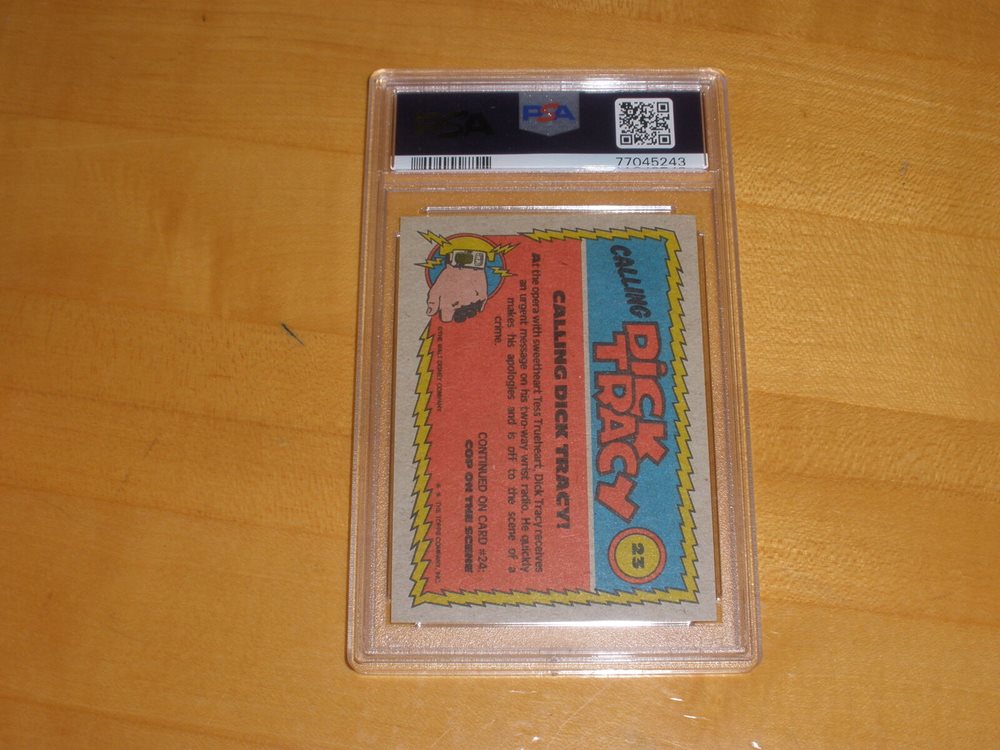 PSA
PSA
77045243
CALLING
DICK
TRACY
23
CALLING DICK TRACY!
At the opera with sweetheart Tess Trueheart, Dick Tracy receives
an urgent message on his two-way wrist radio. He quickly
makes his apologies and is off to the scene of a
crime.
CONTINUED ON CARD #24:
COP ON THE SCENE
© THE WALT DISNEY COMPANY
® © THE TOPPS COMPANY, INC.